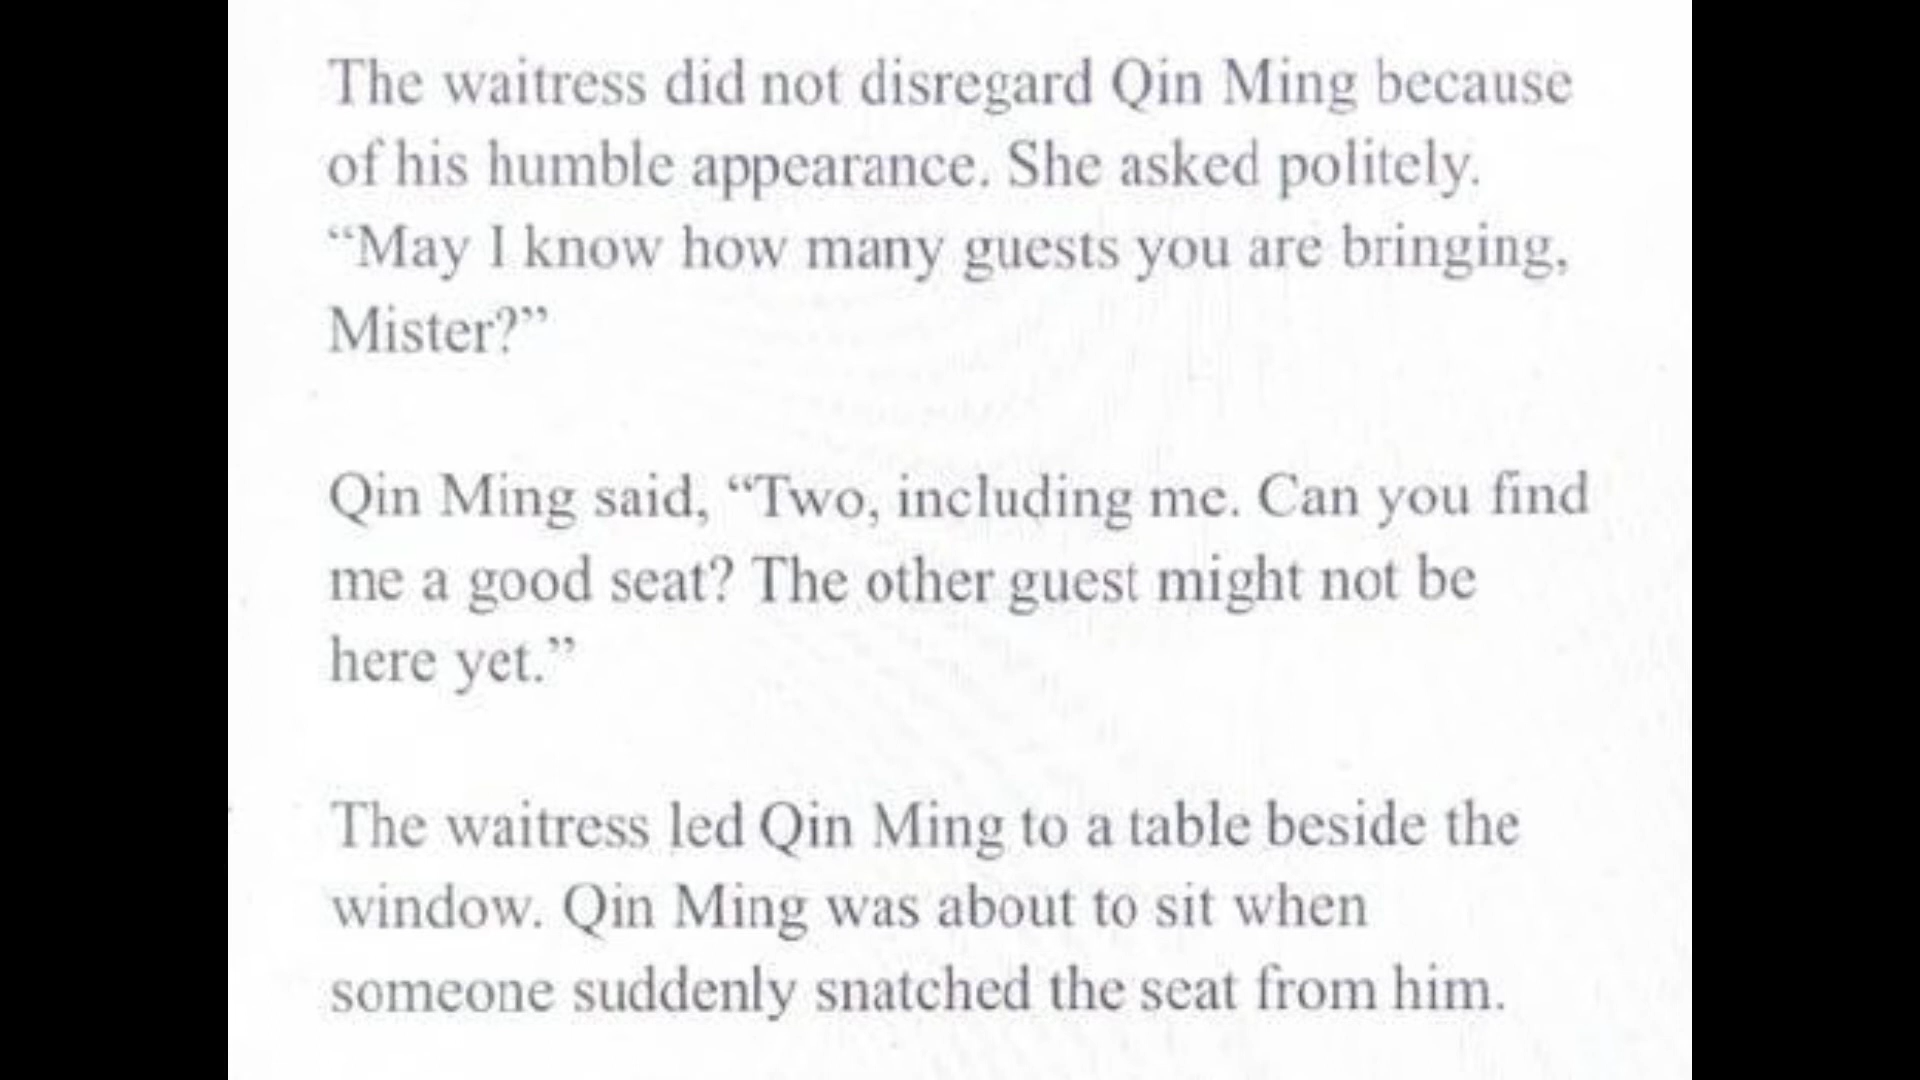 The waitress did not disregard Qin Ming because
of his humble appearance. She asked politely.
“May I know how many guests you are bringing,
Mister?”
Qin Ming said, “Two, including me. Can you find
me a good seat? The other guest might not be
here yet.”
The waitress led Qin Ming to a table beside the
window. Qin Ming was about to sit when
someone suddenly snatched the seat from him.